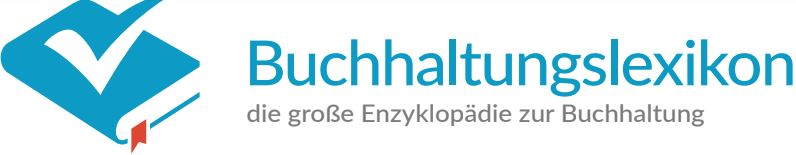 Buchhaltungslexikon
die große Enzyklopädie zur Buchhaltung